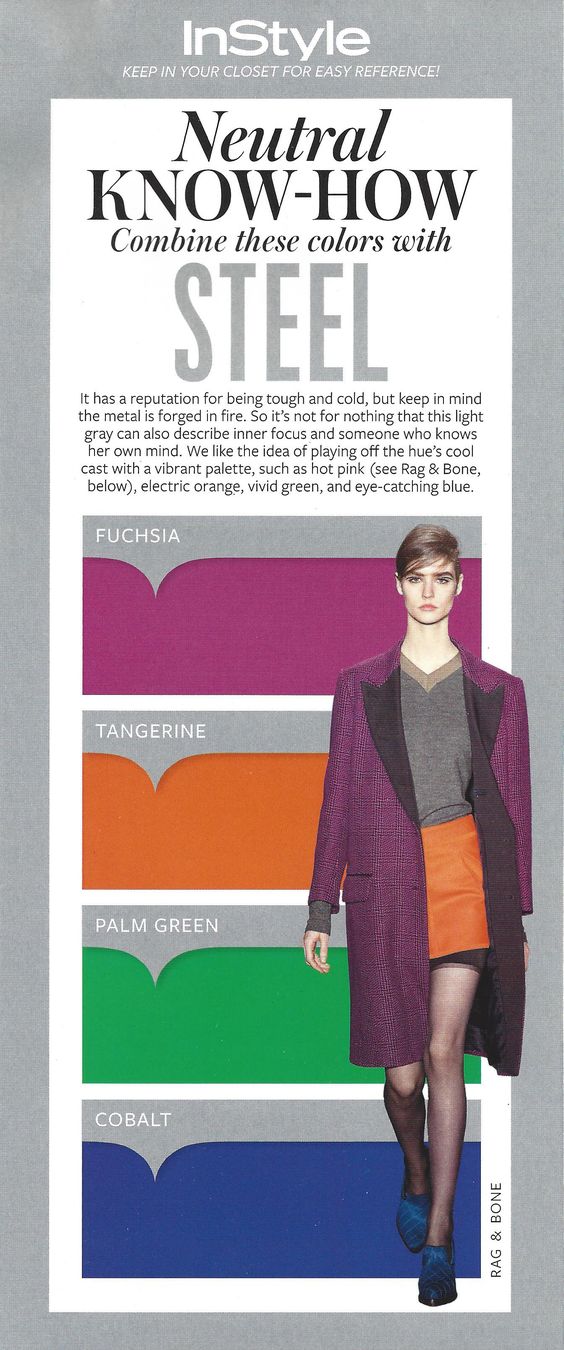 InStyle
KEEP IN YOUR CLOSET FOR EASY REFERENCE!
Neutral
KNOW-HOW
Combine these colors with
STEEL
It has a reputation for being tough and cold, but keep in mind
the metal is forged in fire. So it's not for nothing that this light
gray can also describe inner focus and someone who knows
her own mind. We like the idea of playing off the hue's cool
cast with a vibrant palette, such as hot pink (see Rag & Bone,
below), electric orange, vivid green, and eye-catching blue.
FUCHSIA
TANGERINE
PALM GREEN
COBALT
RAG & BONE